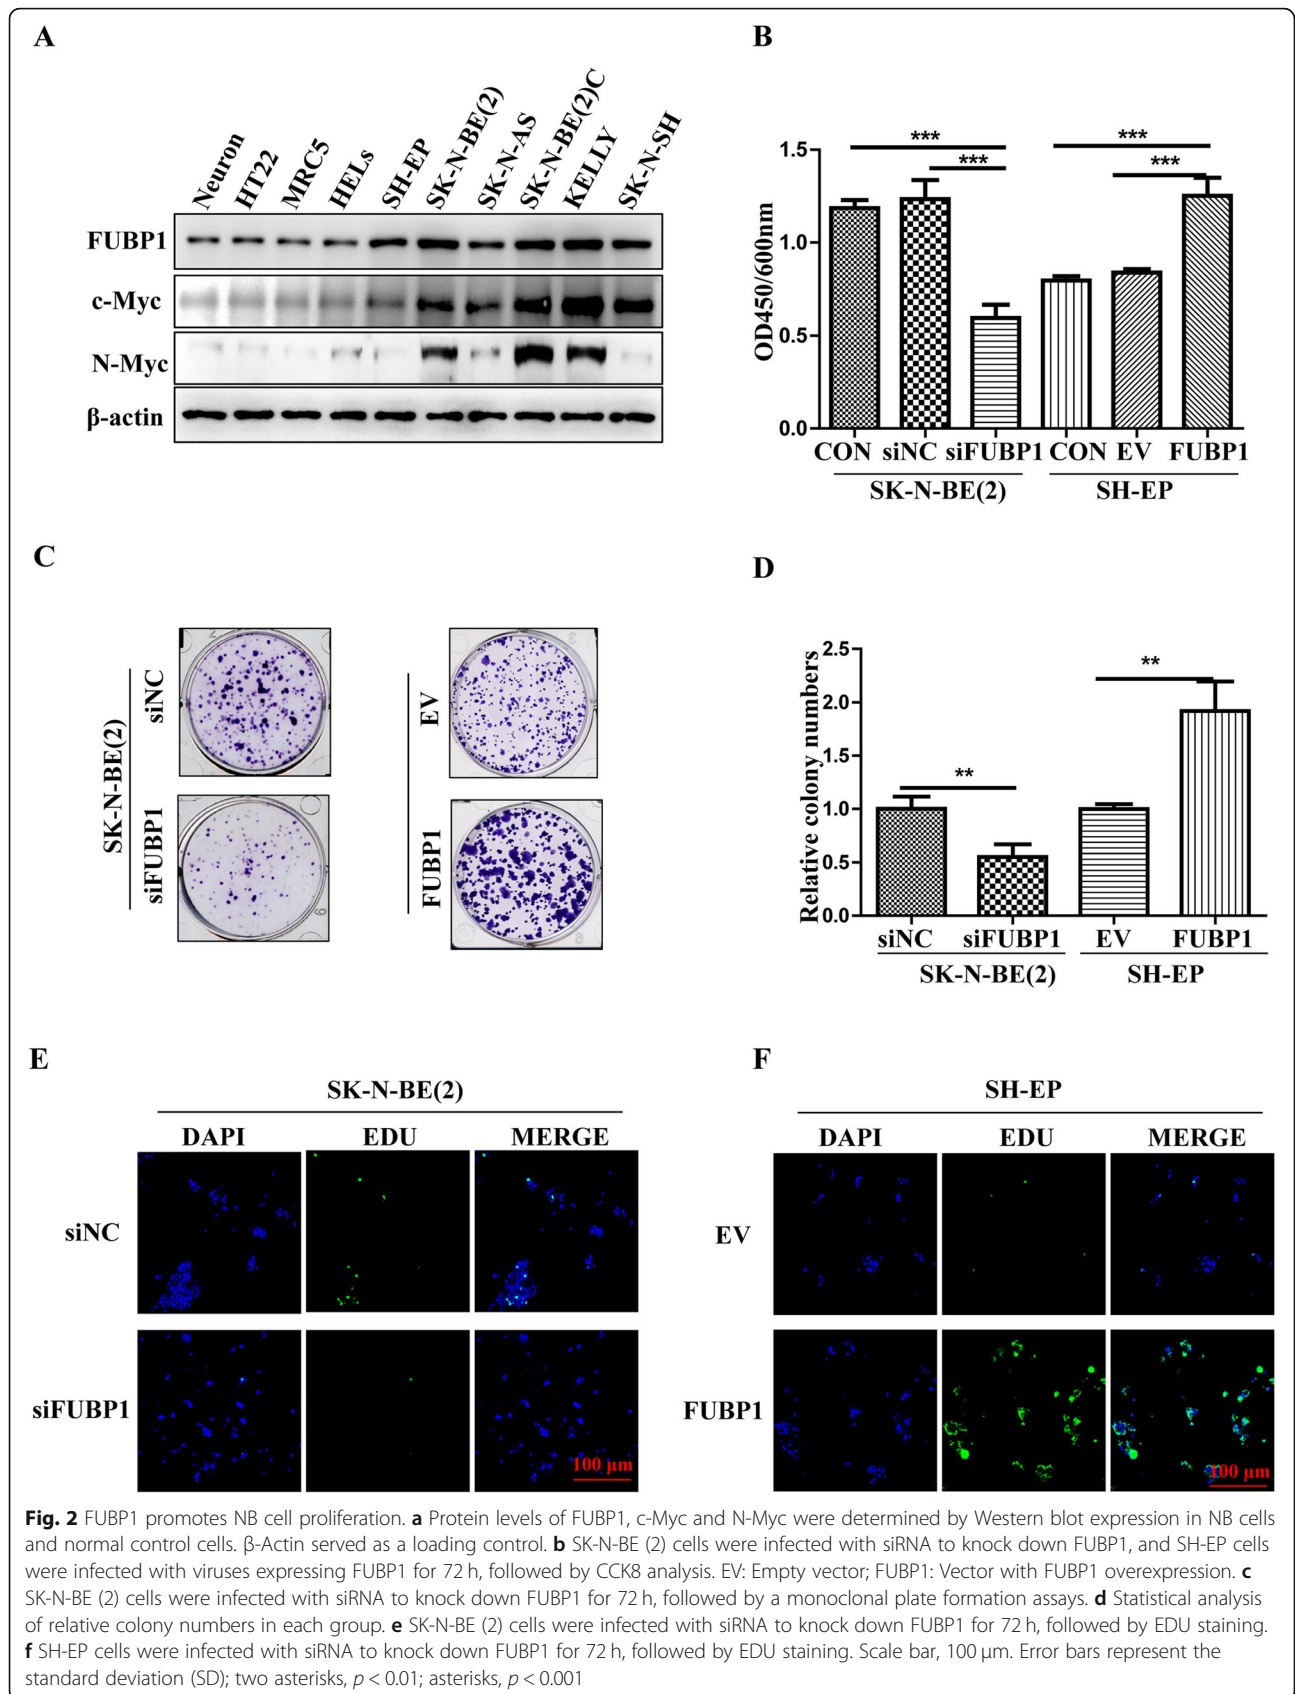 A
Neuron
HT22
MRC5
HELs
SH-EP
SK-N-BE(2)
SK-N-AS
SK-N-BE(2)C
KELLY
SK-N-SH
FUBP1
c-Myc
N-Myc
β-actin
B
OD450/600nm
1.5
1.0
0.5
0.0
***
***
***
***
CON siNC siFUBP1 CON EV FUBP1
SK-N-BE(2) SH-EP
C
SK-N-BE(2)
siNC
siFUBP1
EV
FUBP1
D
Relative colony numbers
2.5
2.0
1.5
1.0
0.5
0.0
**
**
siNC siFUBP1 EV FUBP1
SK-N-BE(2) SH-EP
E
SK-N-BE(2)
DAPI EDU MERGE
siNC
siFUBP1
100 μm
F
SH-EP
DAPI EDU MERGE
EV
FUBP1
100 μm
Fig. 2 FUBP1 promotes NB cell proliferation. a Protein levels of FUBP1, c-Myc and N-Myc were determined by Western blot expression in NB cells
and normal control cells. β-Actin served as a loading control. b SK-N-BE (2) cells were infected with siRNA to knock down FUBP1, and SH-EP cells
were infected with viruses expressing FUBP1 for 72 h, followed by CCK8 analysis. EV: Empty vector; FUBP1: Vector with FUBP1 overexpression. c
SK-N-BE (2) cells were infected with siRNA to knock down FUBP1 for 72 h, followed by a monoclonal plate formation assays. d Statistical analysis
of relative colony numbers in each group. e SK-N-BE (2) cells were infected with siRNA to knock down FUBP1 for 72 h, followed by EDU staining.
f SH-EP cells were infected with siRNA to knock down FUBP1 for 72 h, followed by EDU staining. Scale bar, 100 μm. Error bars represent the
standard deviation (SD); two asterisks, p < 0.01; asterisks, p < 0.001